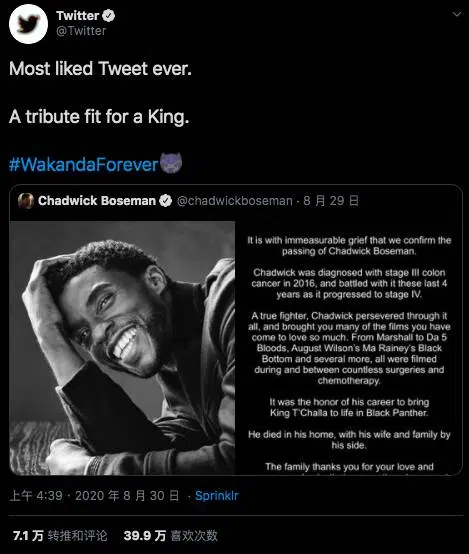 Twitter
@Twitter
Most liked Tweet ever.
A tribute fit for a King.
#WakandaForever
Chadwick Boseman @chadwickboseman · 8 月 29 日
It is with immeasurable grief that we confirm the
passing of Chadwick Boseman.
Chadwick was diagnosed with stage III colon
cancer in 2016, and battled with it these last 4
years as it progressed to stage IV.
A true fighter, Chadwick persevered through it
all, and brought you many of the films you have
come to love so much. From Marshall to Da 5
Bloods, August Wilson's Ma Rainey's Black
Bottom and several more, all were filmed
during and between countless surgeries and
chemotherapy.
It was the honor of his career to bring
King T'Challa to life in Black Panther.
He died in his home, with his wife and family by
his side.
The family thanks you for your love and
上午 4:39 · 2020 年 8 月 30 日 · Sprinklr
7.1 万 转推和评论 39.9 万 喜欢次数